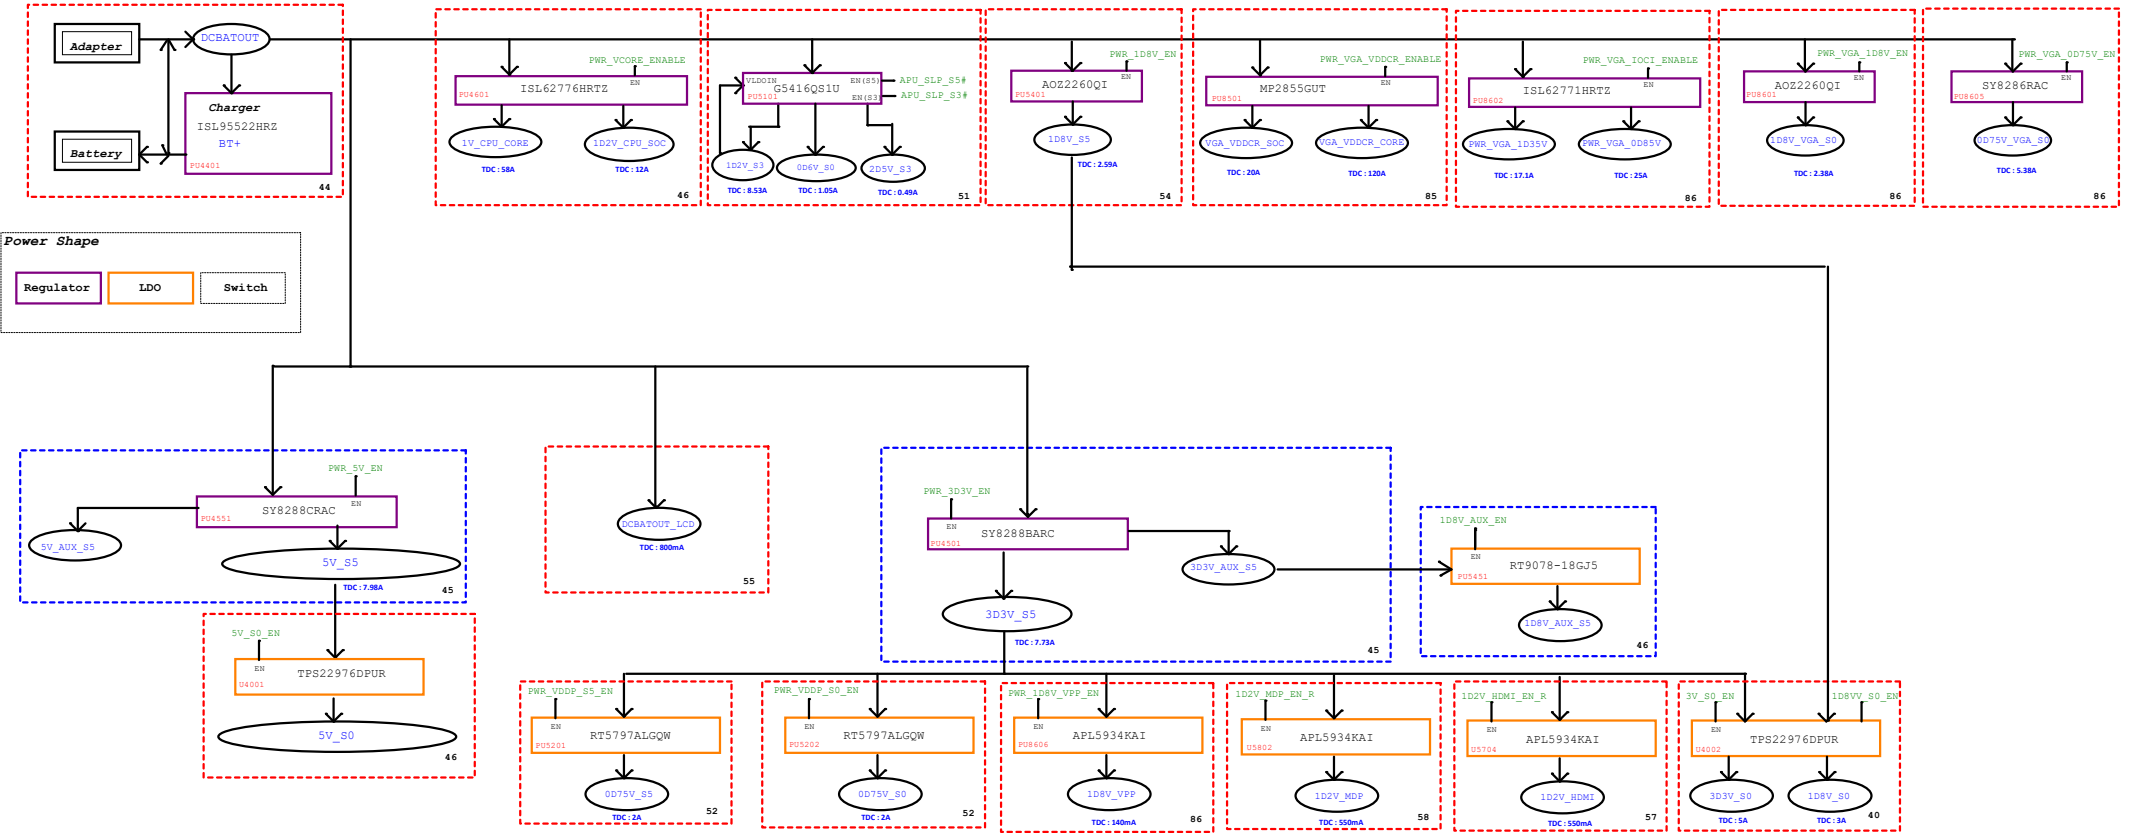 Adapter
DCBATOUT
Charger
ISL95522HRZ
BT+
PU4401
Battery
44
PWR_VCORE_ENABLE
EN
ISL62776HRTZ
PU4601
1V_CPU_CORE
1D2V_CPU_SOC
TDC : 58A
TDC : 12A
46
VLDOIN
EN(S5)
APU_SLP_S5#
G5416QS1U
PU5101
EN(S3)
APU_SLP_S3#
1D2V_S3
0D6V_S0
2D5V_S3
TDC : 8.53A
TDC : 1.05A
TDC : 0.49A
51
PWR_1D8V_EN
EN
AOZ2260QI
PU5401
1D8V_S5
TDC : 2.59A
54
PWR_VGA_VDDCR_ENABLE
EN
MP2855GUT
PU8501
VGA_VDDCR_SOC
VGA_VDDCR_CORE
TDC : 20A
TDC : 120A
85
PWR_VGA_IOCI_ENABLE
EN
ISL62771HRTZ
PU8602
PWR_VGA_1D35V
PWR_VGA_0D85V
TDC : 17.1A
TDC : 25A
86
PWR_VGA_1D8V_EN
EN
AOZ2260QI
PU8601
1D8V_VGA_S0
TDC : 2.38A
86
PWR_VGA_0D75V_EN
EN
SY8286RAC
PU8605
0D75V_VGA_S0
TDC : 5.38A
86
Power Shape
Regulator
LDO
Switch
PWR_5V_EN
EN
SY8288CRAC
PU4551
5V_AUX_S5
5V_S5
TDC : 7.98A
45
5V_S0_EN
EN
TPS22976DPUR
U4001
5V_S0
46
DCBATOUT_LCD
TDC : 800mA
55
PWR_3D3V_EN
EN
SY8288BARC
PU4501
3D3V_AUX_S5
3D3V_S5
TDC : 7.73A
45
1D8V_AUX_EN
EN
RT9078-18GJ5
PU5451
1D8V_AUX_S5
46
PWR_VDDP_S5_EN
EN
RT5797ALGQW
PU5201
0D75V_S5
TDC : 2A
52
PWR_VDDP_S0_EN
EN
RT5797ALGQW
PU5202
0D75V_S0
TDC : 2A
52
PWR_1D8V_VPP_EN
EN
APL5934KAI
PU8606
1D8V_VPP
TDC : 140mA
86
1D2V_MDP_EN_R
EN
APL5934KAI
U5802
1D2V_MDP
TDC : 550mA
58
1D2V_HDMI_EN_R
EN
APL5934KAI
U5704
1D2V_HDMI
TDC : 550mA
57
3V_S0_EN
1D8VV_S0_EN
EN
EN
TPS22976DPUR
U4002
3D3V_S0
1D8V_S0
TDC : 5A
TDC : 3A
40